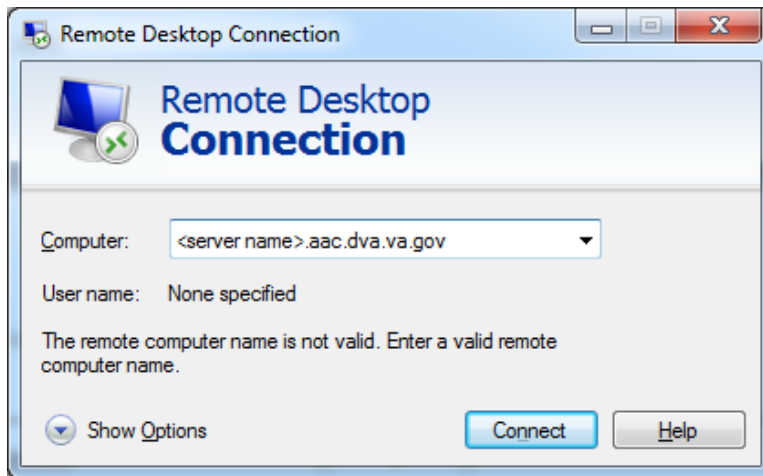 Remote Desktop Connection
Remote Desktop
Connection
Computer: <server name>.aac.dva.va.gov
User name: None specified
The remote computer name is not valid. Enter a valid remote
computer name.
Show Options Connect Help